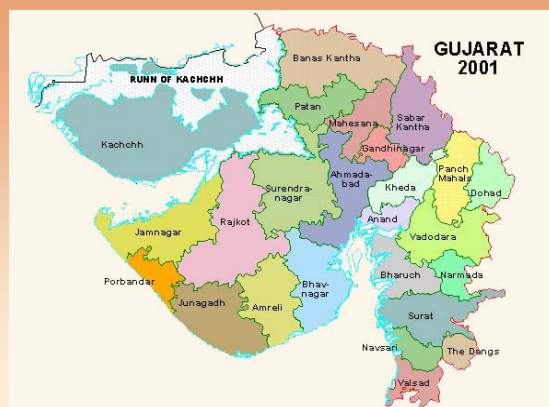 GUJARAT
2001
RUNN OF KACHCHH
Kachchh
Banas Kantha
Patan
Mahesana
Sabar
Kantha
Gandhinagar
Ahmada-
bad
Surendra-
nagar
Kheda
Anand
Panch
Mahals
Dohad
Vadodara
Jamnagar
Rajkot
Porbandar
Junagadh
Amreli
Bhav-
nagar
Bharuch
Narmada
Surat
Navsari
The Dangs
Valsad